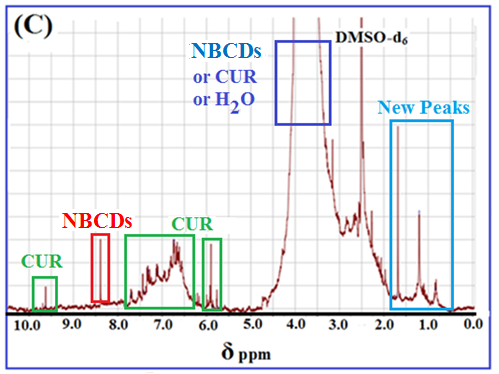 (C)
NBCDs
or CUR
or H2O
DMSO-d6
New Peaks
NBCDs
CUR
CUR
10.0 9.0 8.0 7.0 6.0 5.0 4.0 3.0 2.0 1.0 0.0
δ ppm